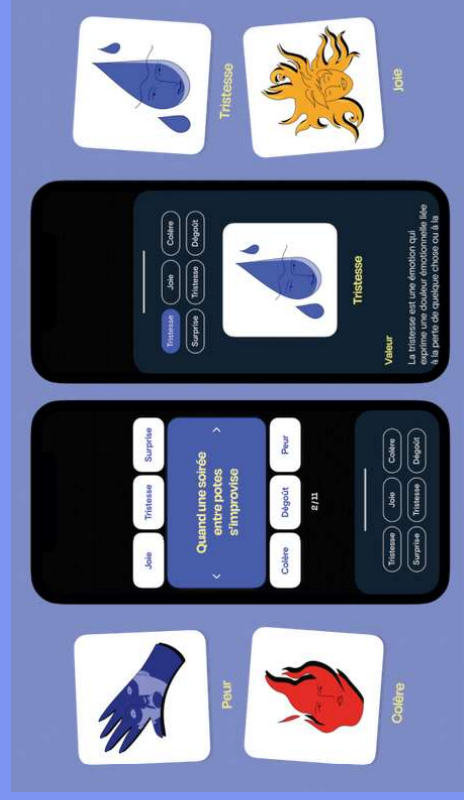 Peur
Colère
Joie
Tristesse
Surprise
Quand une soirée
entre potes
s'improvise
Colère
Dégoût
Peur
2/11
Tristesse
Joie
Colère
Surprise
Tristesse
Dégoût
Tristesse
Joie
Colère
Surprise
Tristesse
Dégoût
Tristesse
Valeur
La tristesse est une émotion qui
exprime une douleur émotionnelle liée
à la perte de quelque chose ou à la
Tristesse
Joie